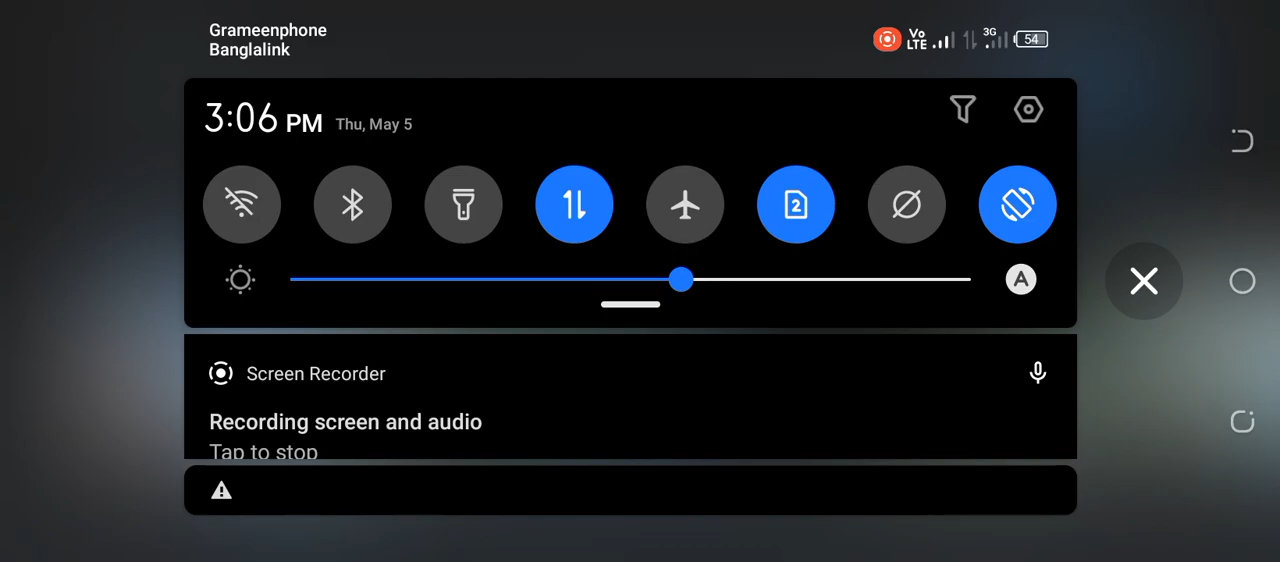 Grameenphone
Banglalink
Vo
LTE
3G
54
3:06 PM Thu, May 5
2
A
Screen Recorder
Recording screen and audio
Tap to stop